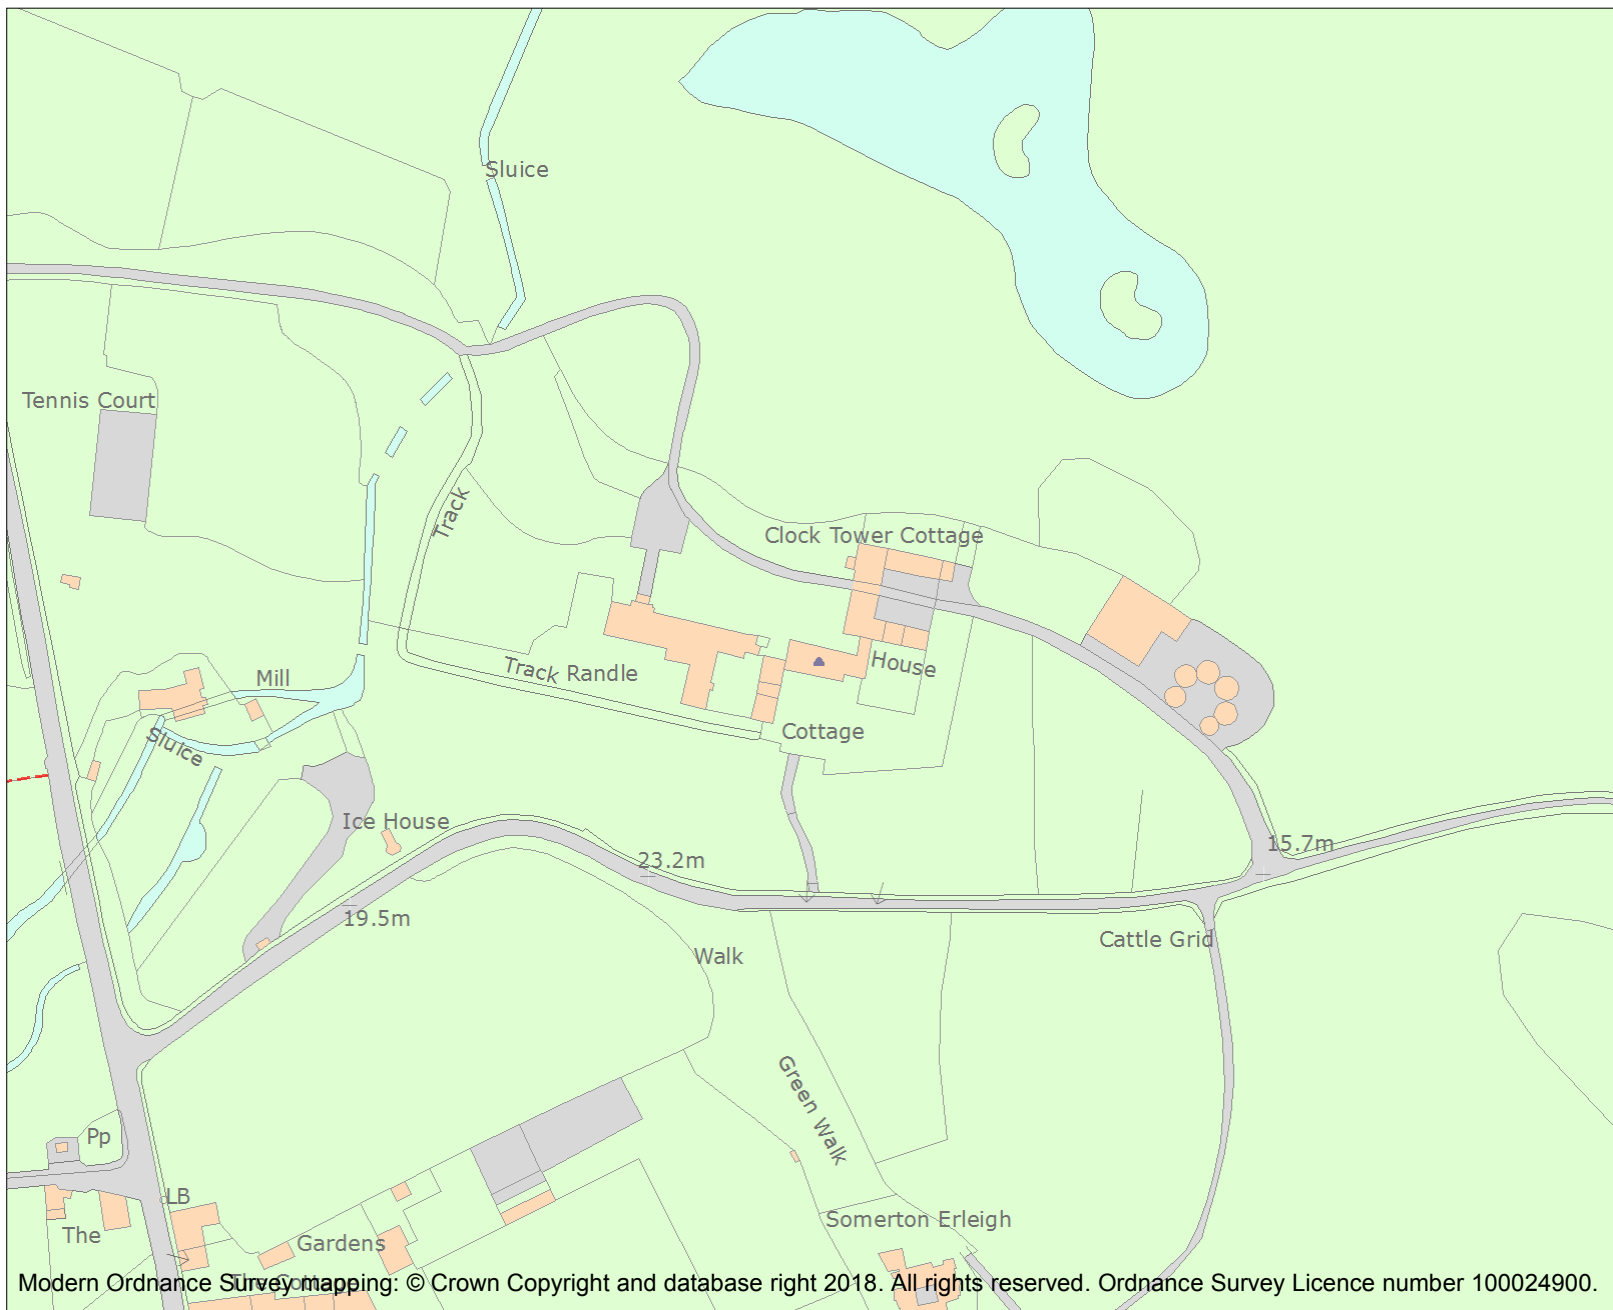 Sluice
Tennis Court
Track
Clock Tower Cottage
Track Randle
House
Mill
Sluice
Cottage
Ice House
15.7m
23.2m
19.5m
Cattle Grid
Walk
Green Walk
Pp
LB
The
Somerton Erleigh
Gardens
The Cottage
Modern Ordnance Survey mapping: © Crown Copyright and database right 2018. All rights reserved. Ordnance Survey Licence number 100024900.